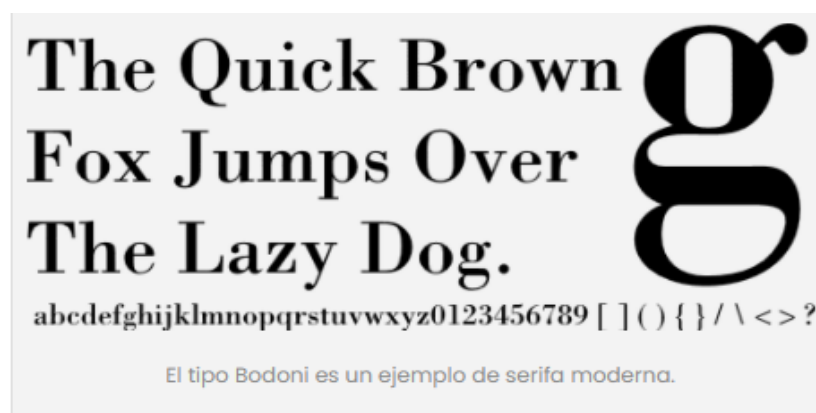 The Quick Brown
Fox Jumps Over
The Lazy Dog.
g
abcdefghijklmnopqrstuvwxyz0123456789 [ ] ( ) { } / \ < > ?
El tipo Bodoni es un ejemplo de serifa moderna.